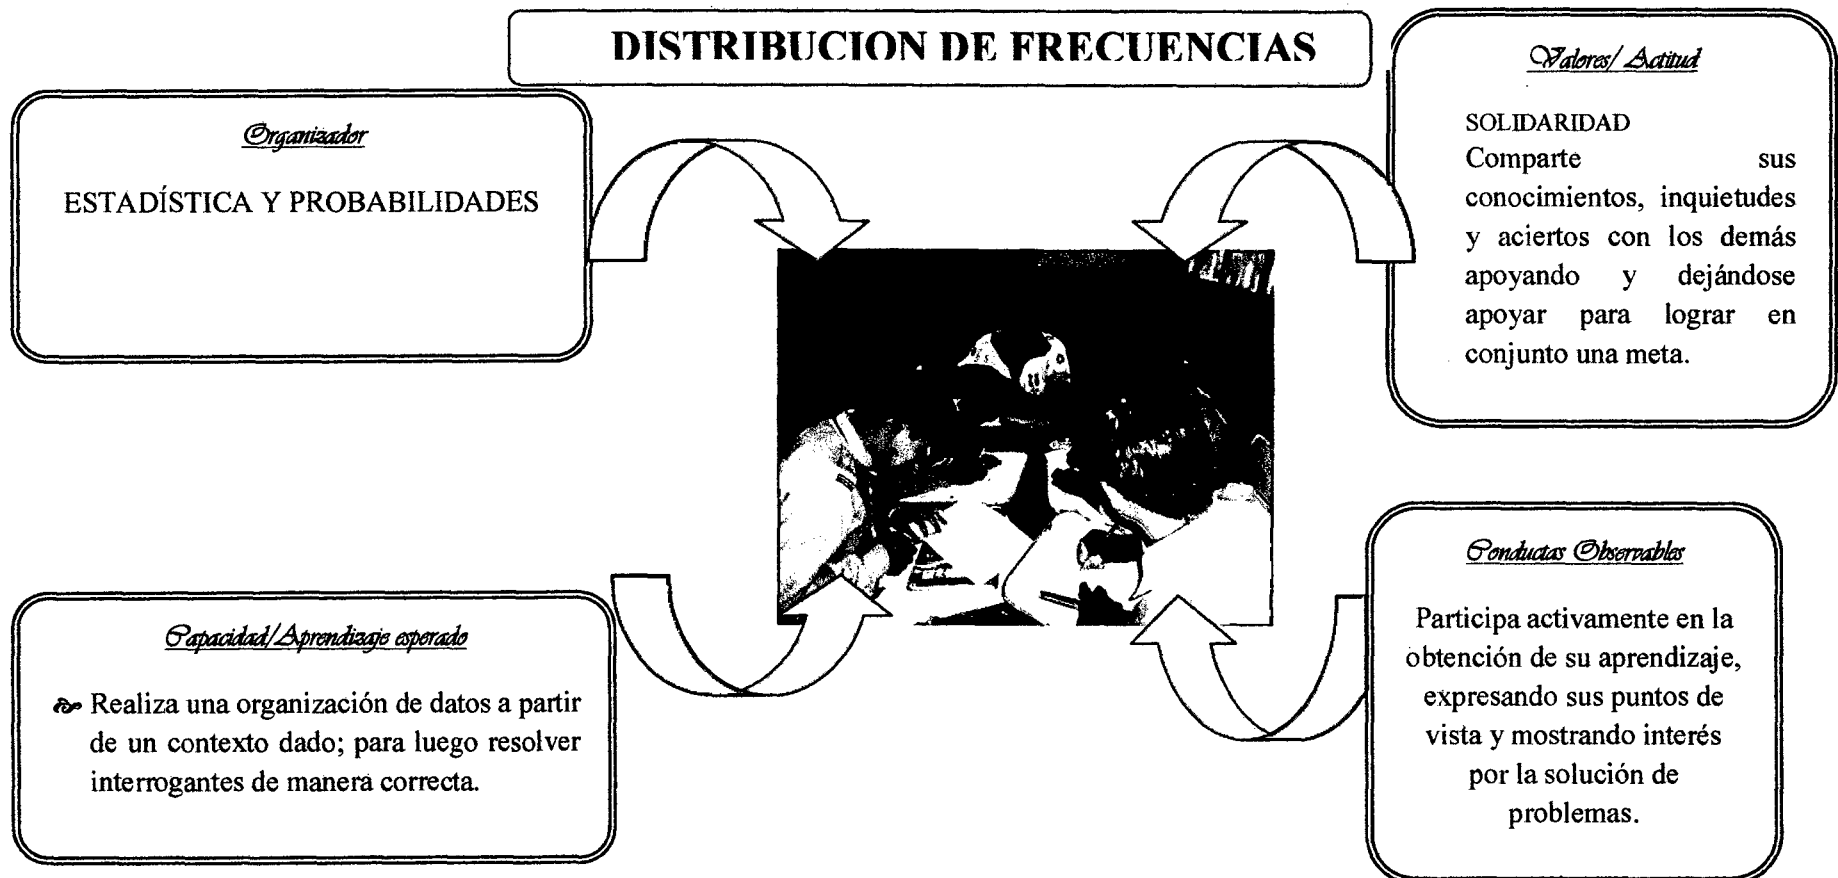 DISTRIBUCION DE FRECUENCIAS
Organizador
ESTADÍSTICA Y PROBABILIDADES
Valores/ Actitud
SOLIDARIDAD
Comparte sus
conocimientos, inquietudes
y aciertos con los demás
apoyando y dejándose
apoyar para lograr en
conjunto una meta.
Capacidad/Aprendizaje esperado
Realiza una organización de datos a partir
de un contexto dado; para luego resolver
interrogantes de manera correcta.
Conductas Observables
Participa activamente en la
obtención de su aprendizaje,
expresando sus puntos de
vista y mostrando interés
por la solución de
problemas.